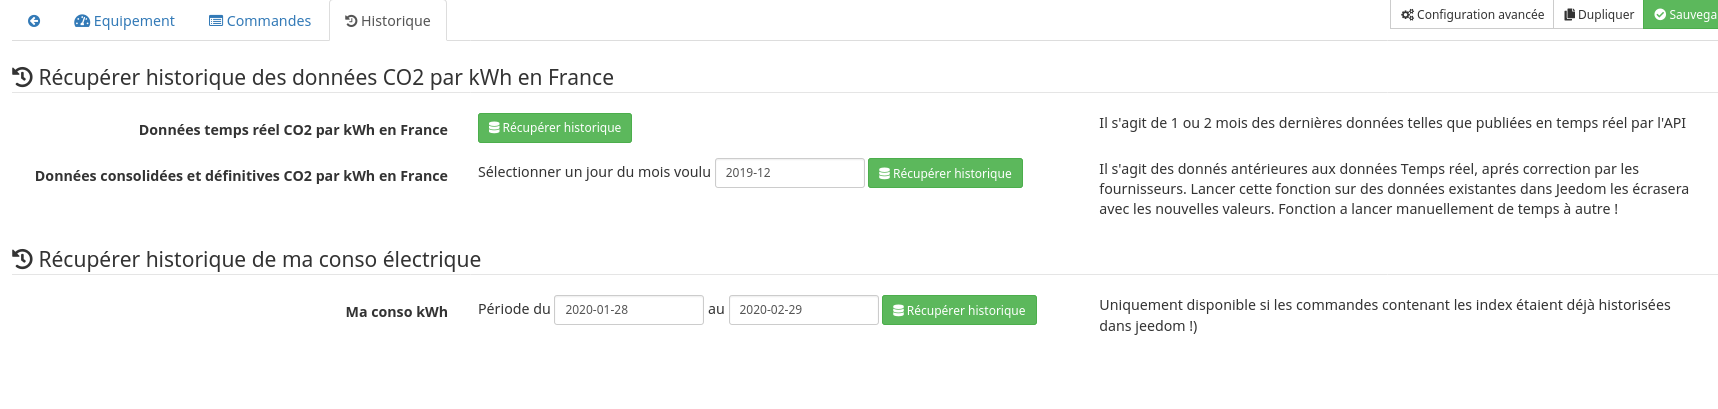 Equipement Commandes Historique Configuration avancée Dupliquer Sauvega
Récupérer historique des données CO2 par kWh en France
Données temps réel CO2 par kWh en France Récupérer historique Il s'agit de 1 ou 2 mois des dernières données telles que publiées en temps réel par l'API
Données consolidées et définitives CO2 par kWh en France Sélectionner un jour du mois voulu 2019-12 Récupérer historique Il s'agit des donnés antérieures aux données Temps réel, aprés correction par les
fournisseurs. Lancer cette fonction sur des données existantes dans Jeedom les écrasera
avec les nouvelles valeurs. Fonction a lancer manuellement de temps à autre !
Récupérer historique de ma conso électrique
Ma conso kWh Période du 2020-01-28 au 2020-02-29 Récupérer historique Uniquement disponible si les commandes contenant les index étaient déjà historisées
dans jeedom !)